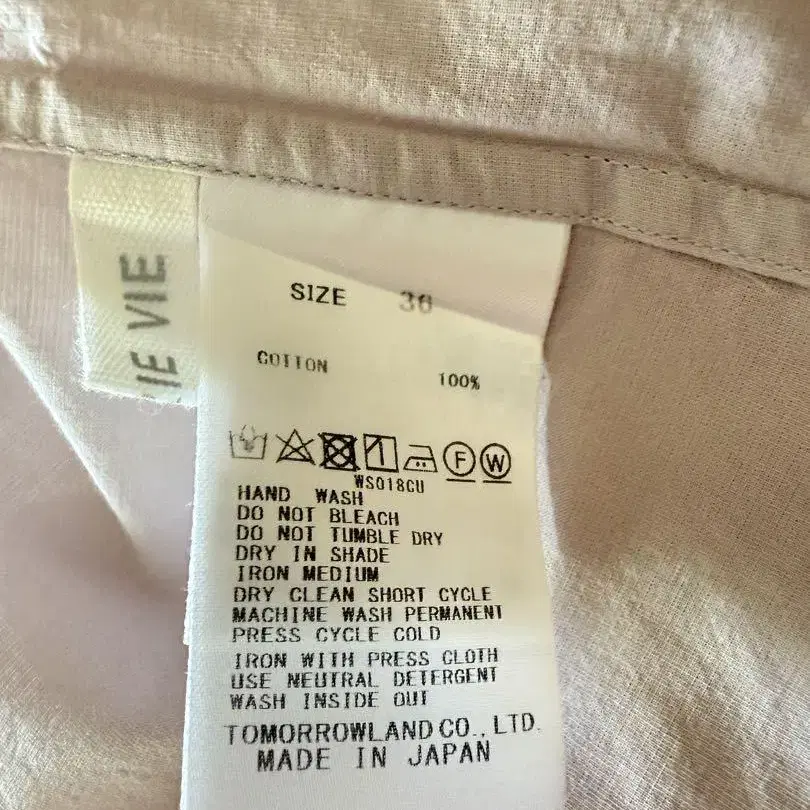 IE VIE
SIZE 36
COTTON 100%
F W
WS018CU
HAND WASH
DO NOT BLEACH
DO NOT TUMBLE DRY
DRY IN SHADE
IRON MEDIUM
DRY CLEAN SHORT CYCLE
MACHINE WASH PERMANENT
PRESS CYCLE COLD
IRON WITH PRESS CLOTH
USE NEUTRAL DETERGENT
WASH INSIDE OUT
TOMORROWLAND CO., LTD.
MADE IN JAPAN